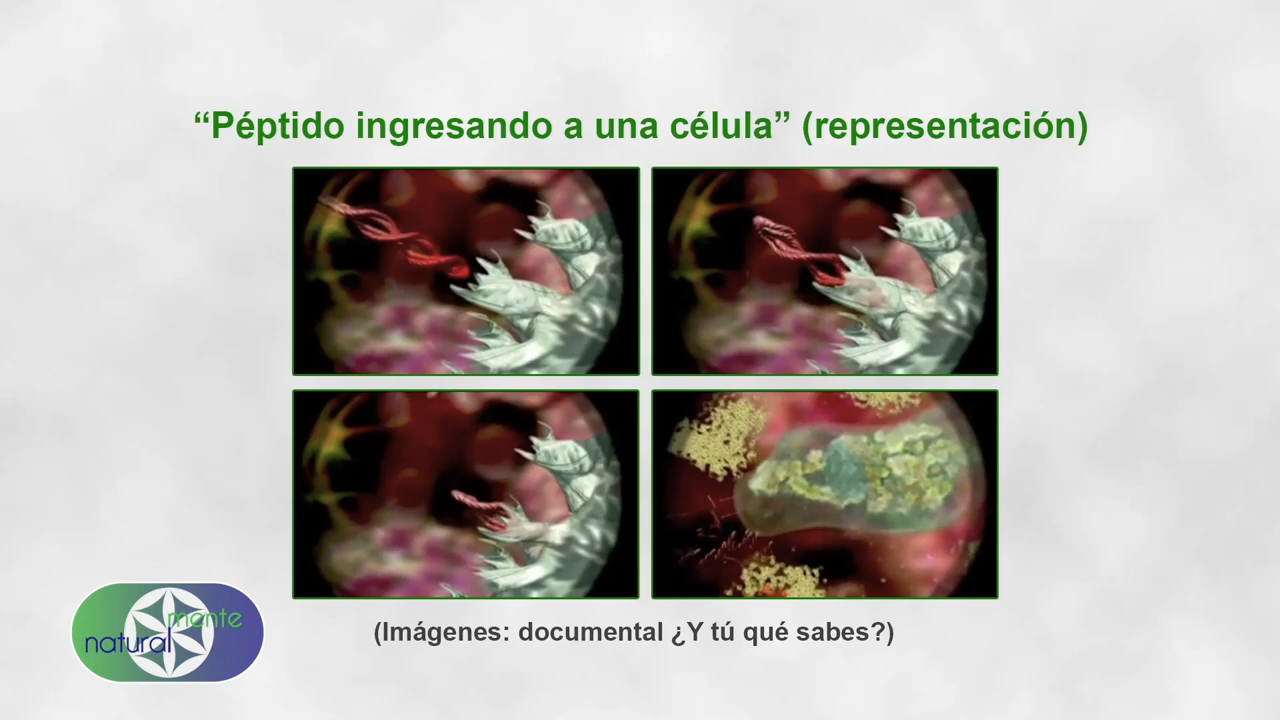 “Péptido ingresando a una célula” (representación)
mente
natural
(Imágenes: documental ¿Y tú qué sabes?)